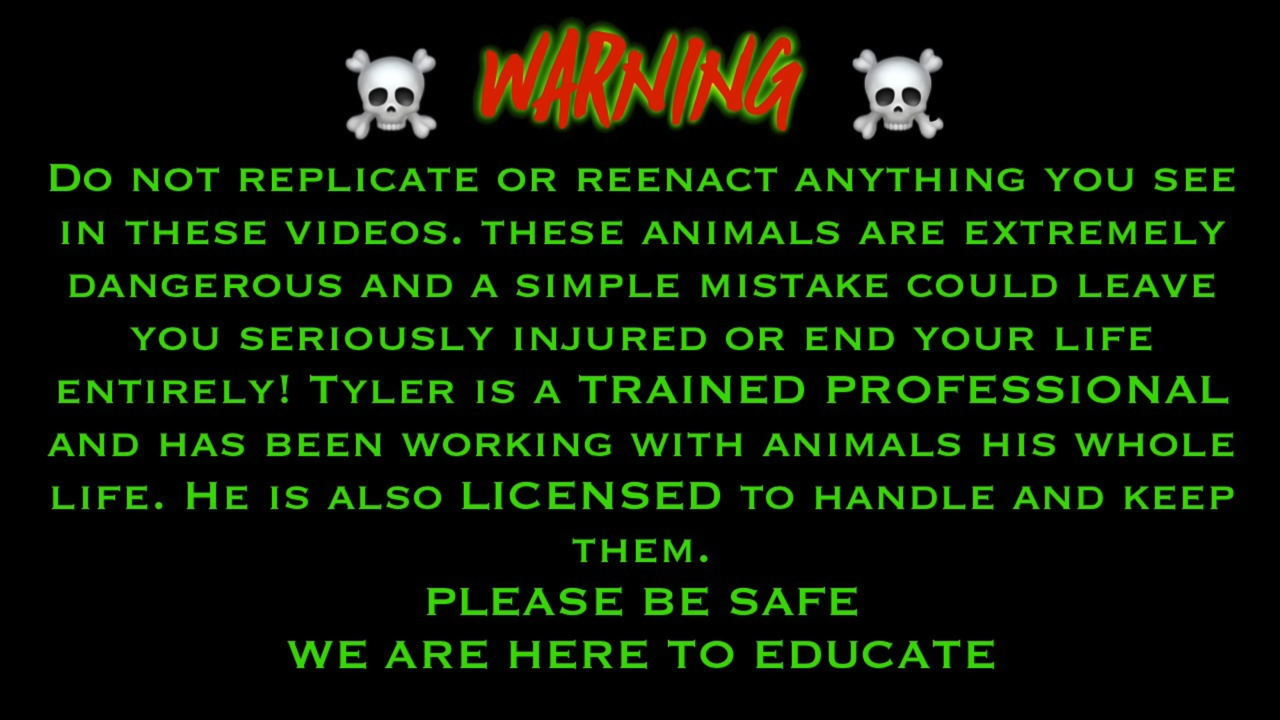 WARNING
Do not replicate or reenact anything you see
in these videos. these animals are extremely
dangerous and a simple mistake could leave
you seriously injured or end your life
entirely! Tyler is a TRAINED PROFESSIONAL
and has been working with animals his whole
life. He is also LICENSED to handle and keep
them.
PLEASE BE SAFE
WE ARE HERE TO EDUCATE